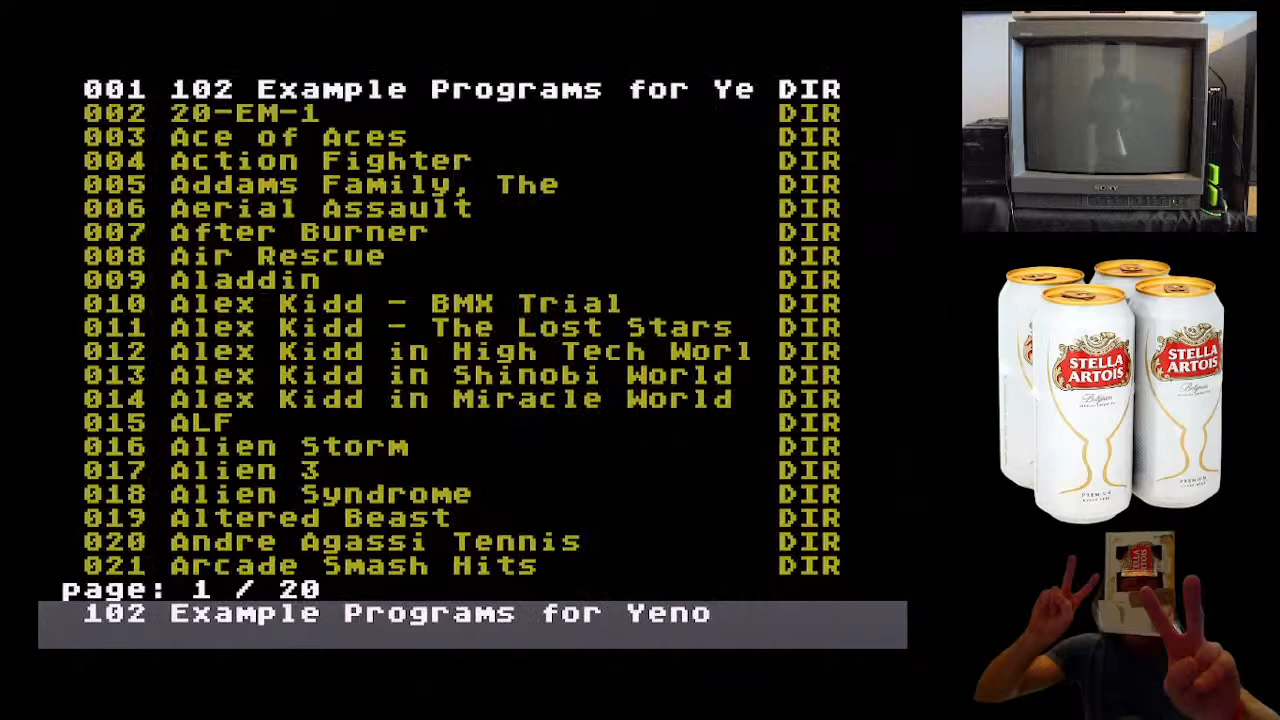 001 102 Example Programs for Ye DIR
002 20-EM-1 DIR
003 Ace of Aces DIR
004 Action Fighter DIR
005 Addams Family, The DIR
006 Aerial Assault DIR
007 After Burner DIR
008 Air Rescue DIR
009 Aladdin DIR
010 Alex Kidd - BMX Trial DIR
011 Alex Kidd - The Lost Stars DIR
012 Alex Kidd in High Tech Worl DIR
013 Alex Kidd in Shinobi World DIR
014 Alex Kidd in Miracle World DIR
015 ALF DIR
016 Alien Storm DIR
017 Alien 3 DIR
018 Alien Syndrome DIR
019 Altered Beast DIR
020 Andre Agassi Tennis DIR
021 Arcade Smash Hits DIR
page: 1 / 20
102 Example Programs for Yeno
SONY
STELLA
ARTOIS
Belgium
PREMIUM
STELLA
ARTOIS
Belgium
PREMIUM